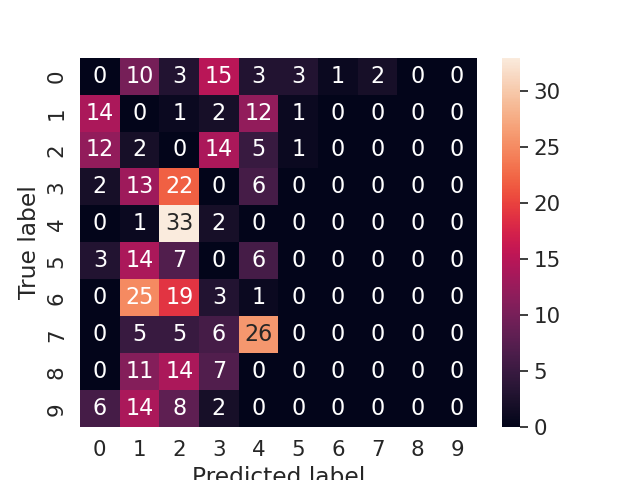 0 0 10 3 15 3 3 1 2 0 0
1 14 0 1 2 12 1 0 0 0 0
2 12 2 0 14 5 1 0 0 0 0
3 2 13 22 0 6 0 0 0 0 0
4 0 1 33 2 0 0 0 0 0 0
5 3 14 7 0 6 0 0 0 0 0
6 0 25 19 3 1 0 0 0 0 0
7 0 5 5 6 26 0 0 0 0 0
8 0 11 14 7 0 0 0 0 0 0
9 6 14 8 2 0 0 0 0 0 0
0 1 2 3 4 5 6 7 8 9
Predicted label
True label
30
25
20
15
10
5
0